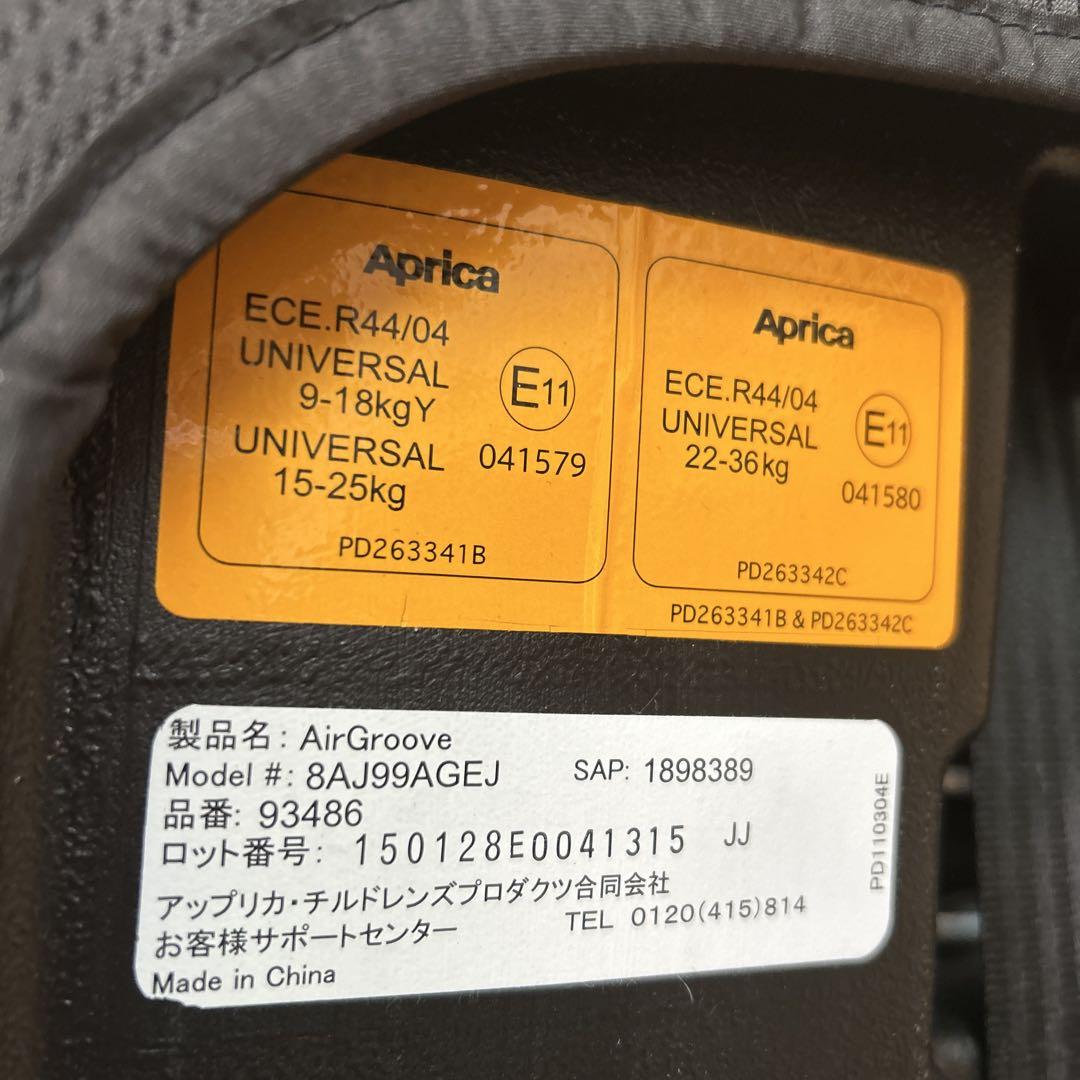 Aprica
ECE.R44/04
UNIVERSAL
9-18kgY
UNIVERSAL
15-25kg
E11
041579
PD263341B
Aprica
ECE.R44/04
UNIVERSAL
22-36kg
E11
041580
PD263342C
PD263341B & PD263342C
製品名: AirGroove
Model #: 8AJ99AGEJ SAP: 1898389
品番: 93486
ロット番号: 150128E0041315 JJ
アップリカ・チルドレンズプロダクツ合同会社
お客様サポートセンター TEL 0120(415)814
Made in China
PD110304E